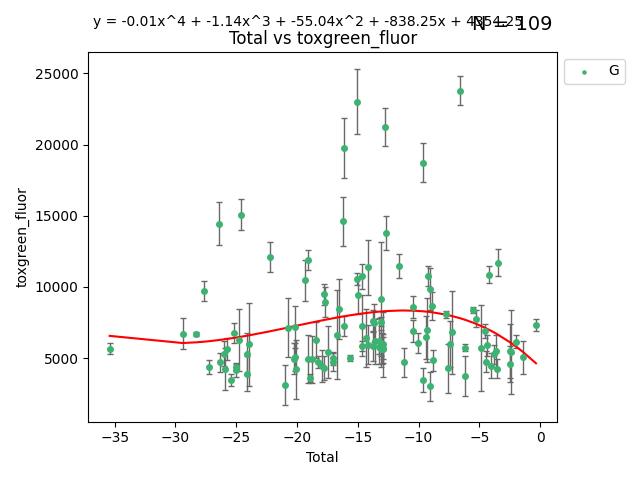 y = -0.01x^4 + -1.14x^3 + -55.04x^2 + -838.25x + 4354.25
N = 109
Total vs toxgreen_fluor
G
25000
20000
15000
10000
5000
toxgreen_fluor
−35 −30 −25 −20 −15 −10 −5 0
Total